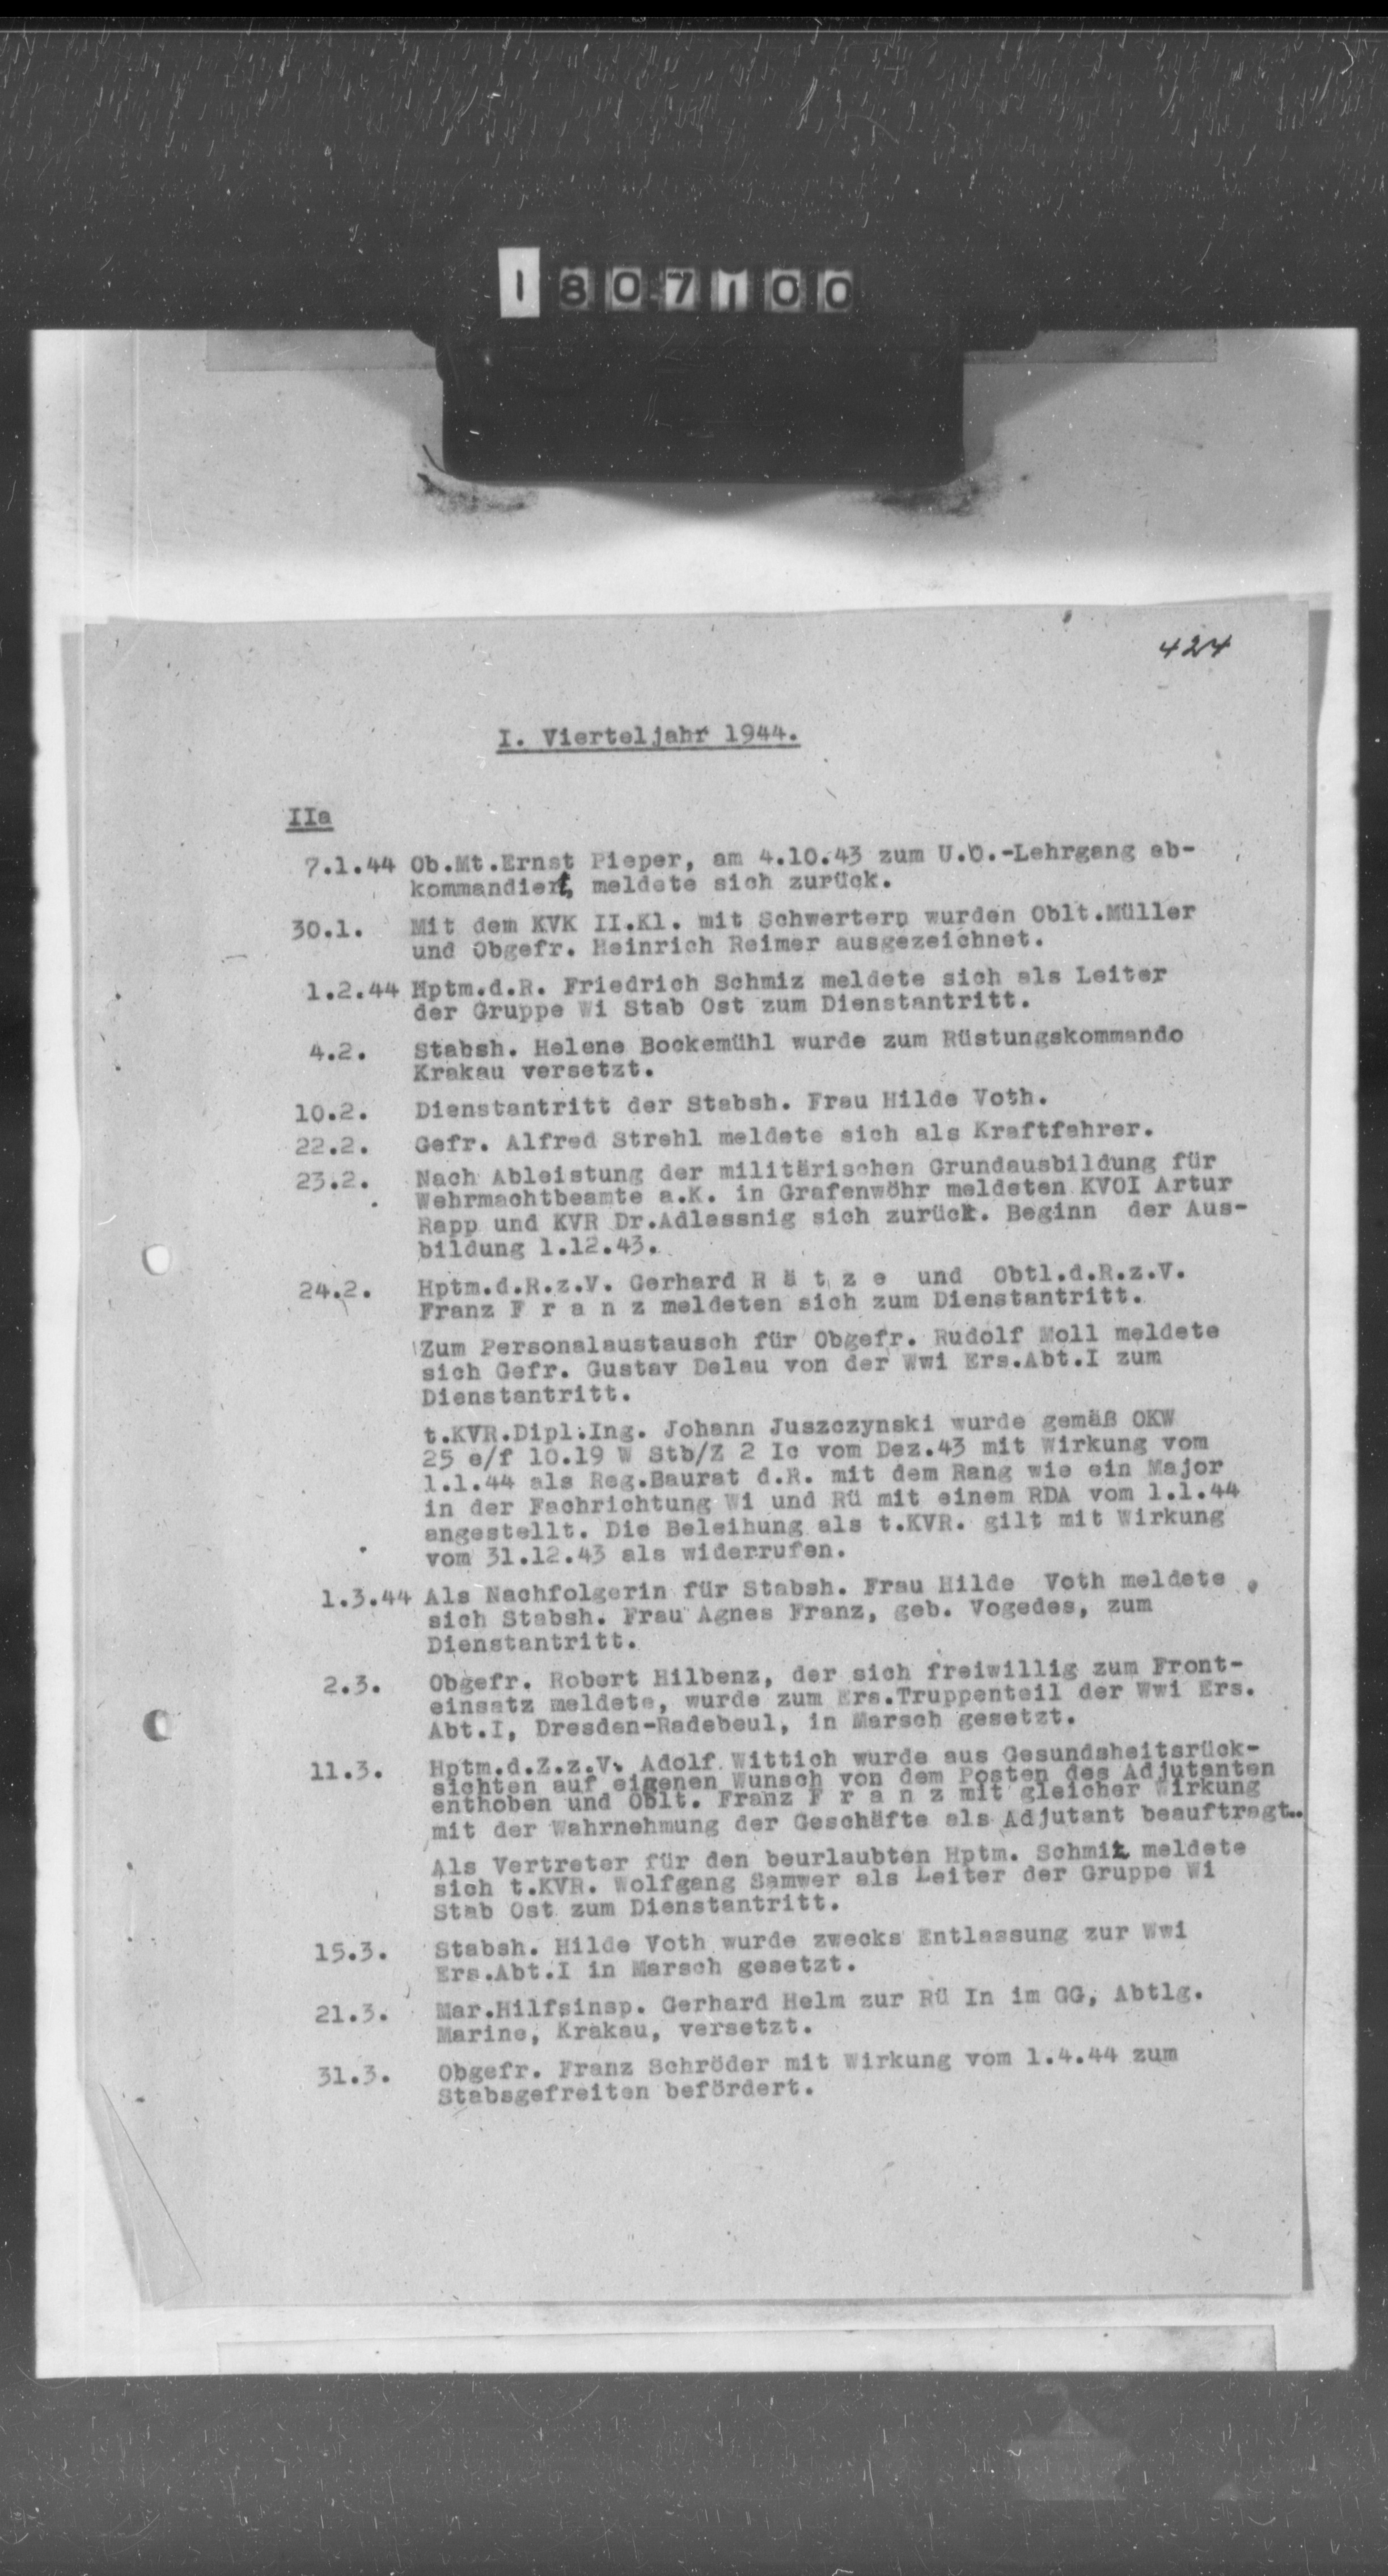 1807100
424
I. Vierteljahr 1944.
IIa
7.1.44 Ob.Mt.Ernst Pieper, am 4.10.43 zum U.O.-Lehrgang ab-
kommandiert, meldete sich zurück.
30.1. Mit dem KVK II.Kl. mit Schwertern wurden Oblt.Müller
und Obgefr. Heinrich Reimer ausgezeichnet.
1.2.44 Hptm.d.R. Friedrich Schmiz meldete sich als Leiter
der Gruppe Wi Stab Ost zum Dienstantritt.
4.2. Stabsh. Helene Bockemühl wurde zum Rüstungskommando
Krakau versetzt.
10.2. Dienstantritt der Stabsh. Frau Hilde Voth.
22.2. Gefr. Alfred Strehl meldete sich als Kraftfahrer.
23.2. Nach Ableistung der militärischen Grundausbildung für
Wehrmachtbeamte a.K. in Grafenwöhr meldeten KVOI Artur
Rapp und KVR Dr.Adlassnig sich zurück. Beginn der Aus-
bildung 1.12.43.
24.2. Hptm.d.R.z.V. Gerhard R ä t z e und Obtl.d.R.z.V.
Franz F r a n z meldeten sich zum Dienstantritt.
Zum Personalaustausch für Obgefr. Rudolf Moll meldete
sich Gefr. Gustav Delau von der Wwi Ers.Abt.I zum
Dienstantritt.
t.KVR.Dipl.Ing. Johann Juszczynski wurde gemäß OKW
25 e/f 10.19 W Stb/Z 2 Ic vom Dez.43 mit Wirkung vom
1.1.44 als Reg.Baurat d.R. mit dem Rang wie ein Major
in der Fachrichtung Wi und Rü mit einem RDA vom 1.1.44
angestellt. Die Beleihung als t.KVR. gilt mit Wirkung
vom 31.12.43 als widerrufen.
1.3.44 Als Nachfolgerin für Stabsh. Frau Hilde Voth meldete
sich Stabsh. Frau Agnes Franz, geb. Vogedes, zum
Dienstantritt.
2.3. Obgefr. Robert Hilbenz, der sich freiwillig zum Front-
einsatz meldete, wurde zum Ers.Truppenteil der Wwi Ers.
Abt.I, Dresden-Radebeul, in Marsch gesetzt.
11.3. Hptm.d.Z.z.V. Adolf Wittich wurde aus Gesundsheitsrück-
sichten auf eigenen Wunsch von dem Posten des Adjutanten
enthoben und Oblt. Franz F r a n z mit gleicher Wirkung
mit der Wahrnehmung der Geschäfte als Adjutant beauftragt..
Als Vertreter für den beurlaubten Hptm. Schmiz meldete
sich t.KVR. Wolfgang Samwer als Leiter der Gruppe Wi
Stab Ost zum Dienstantritt.
15.3. Stabsh. Hilde Voth wurde zwecks Entlassung zur Wwi
Ers.Abt.I in Marsch gesetzt.
21.3. Mar.Hilfsinsp. Gerhard Helm zur Rü In im GG, Abtlg.
Marine, Krakau, versetzt.
31.3. Obgefr. Franz Schröder mit Wirkung vom 1.4.44 zum
Stabsgefreiten befördert.